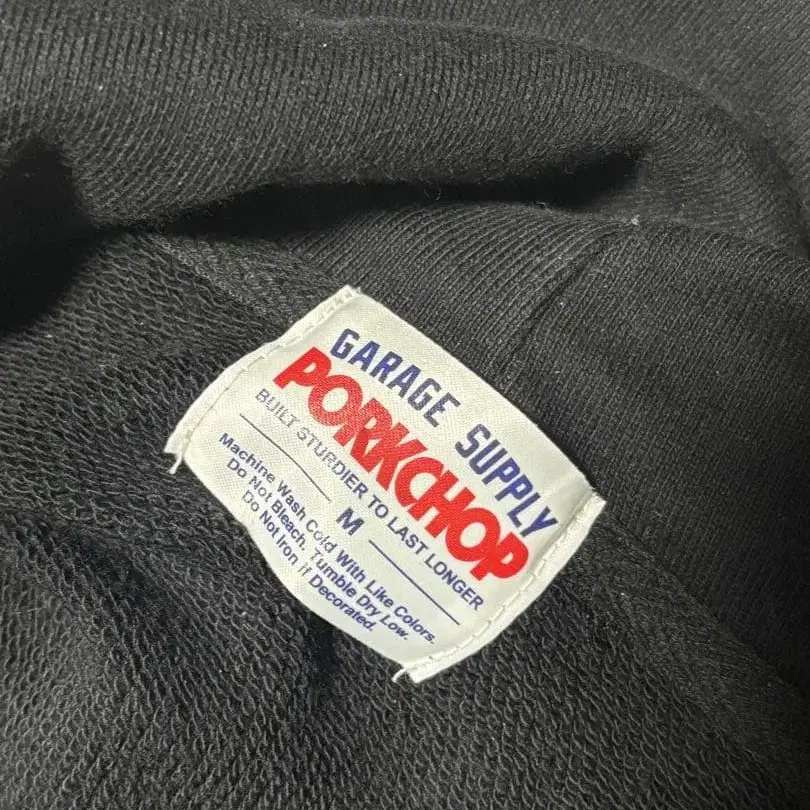 GARAGE SUPPLY
PORKCHOP
BUILT STURDIER TO LAST LONGER
M
Machine Wash Cold With Like Colors.
Do Not Bleach. Tumble Dry Low.
Do Not Iron If Decorated.